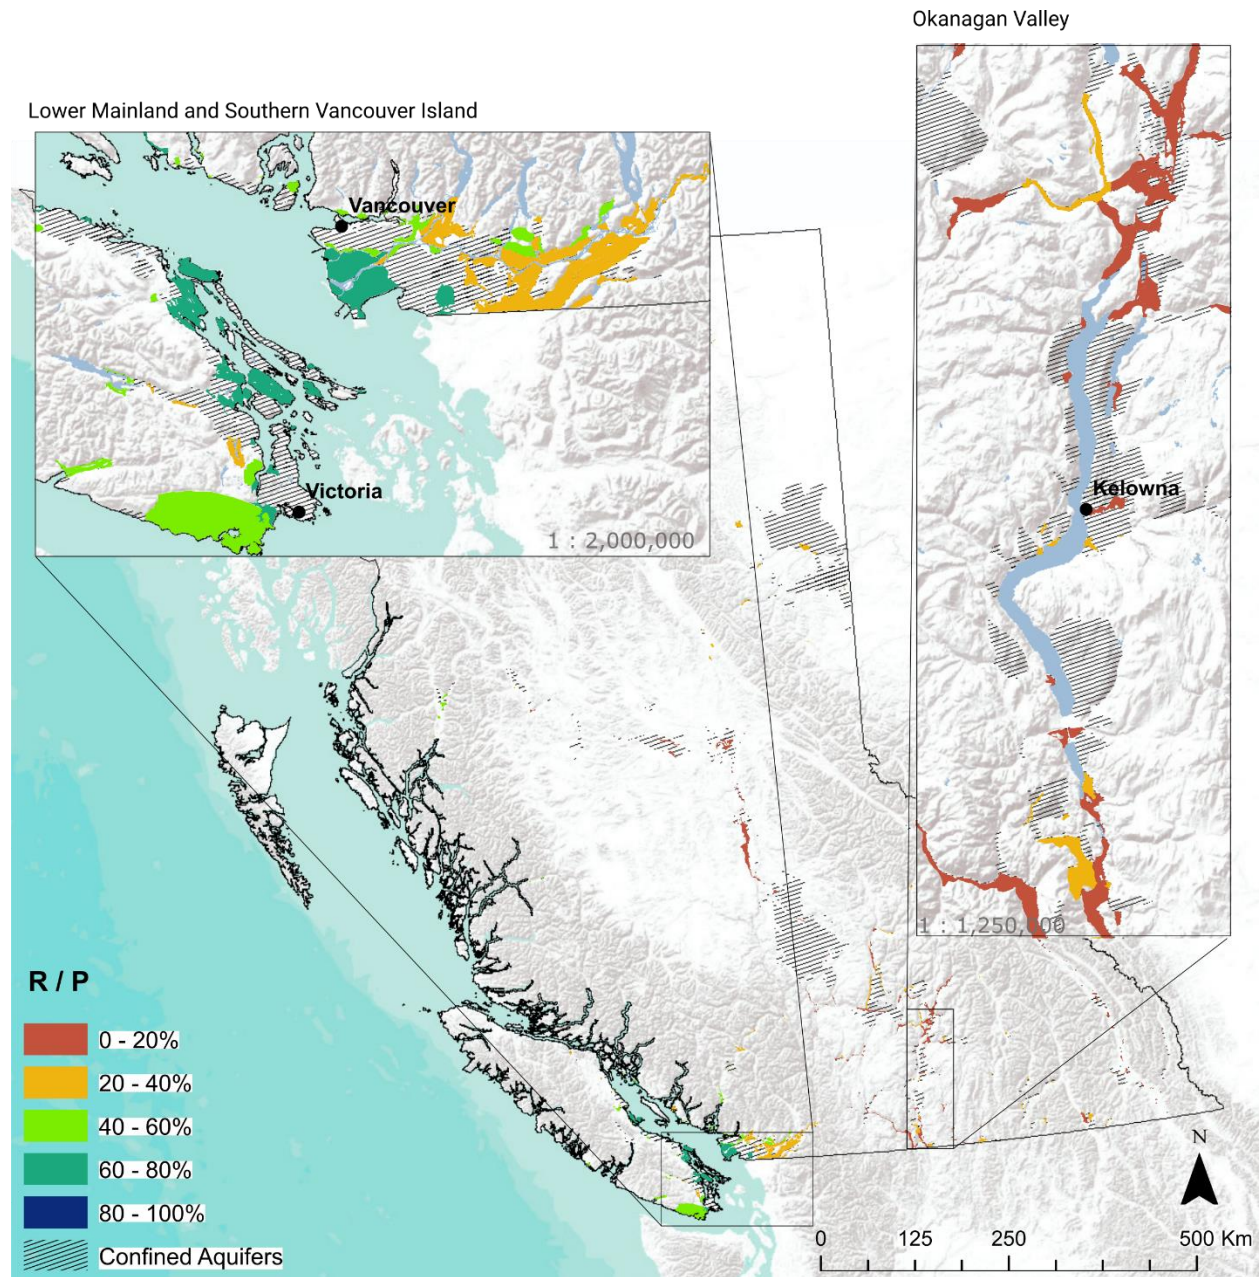 Okanagan Valley
Lower Mainland and Southern Vancouver Island
Vancouver
Victoria
1 : 2,000,000
Kelowna
1 : 1,250,000
R / P
0 - 20%
20 - 40%
40 - 60%
60 - 80%
80 - 100%
Confined Aquifers
N
0 125 250 500 Km